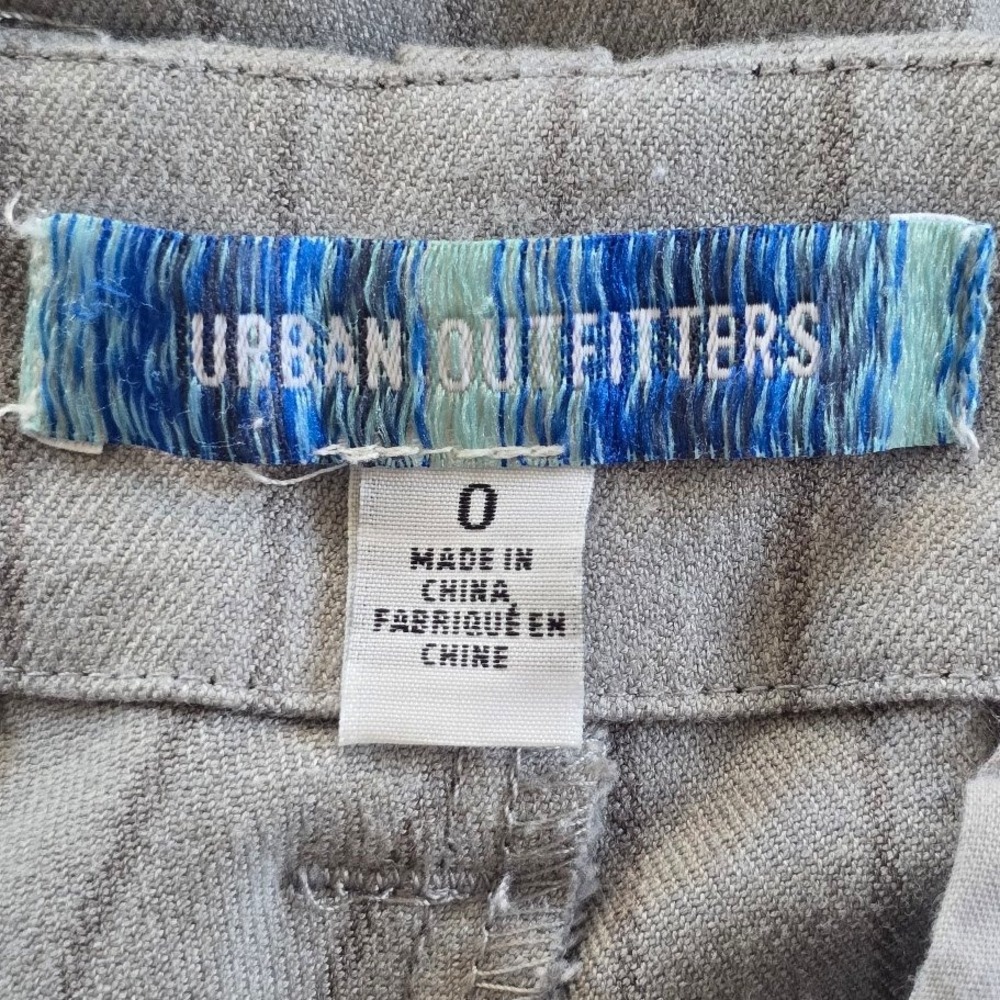 URBAN OUTFITTERS
0
MADE IN
CHINA
FABRIQUÉ EN
CHINE